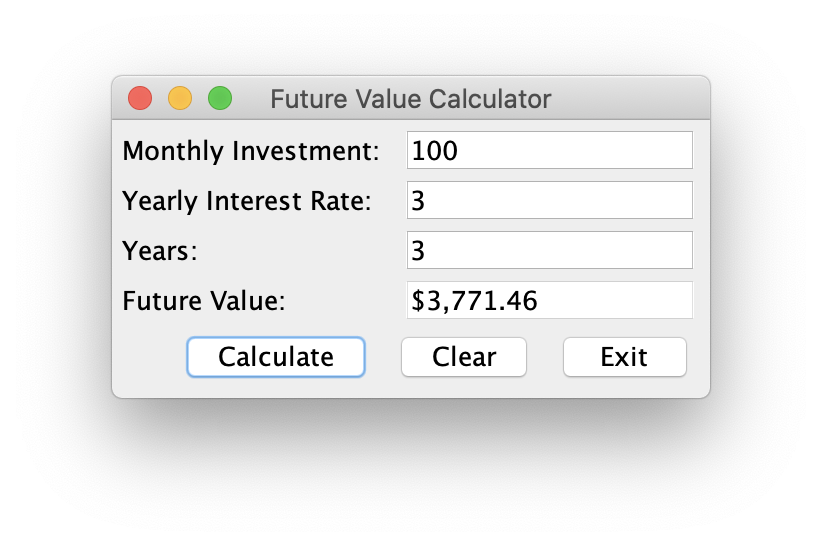 Future Value Calculator
Monthly Investment: 100
Yearly Interest Rate: 3
Years: 3
Future Value: $3,771.46
Calculate Clear Exit